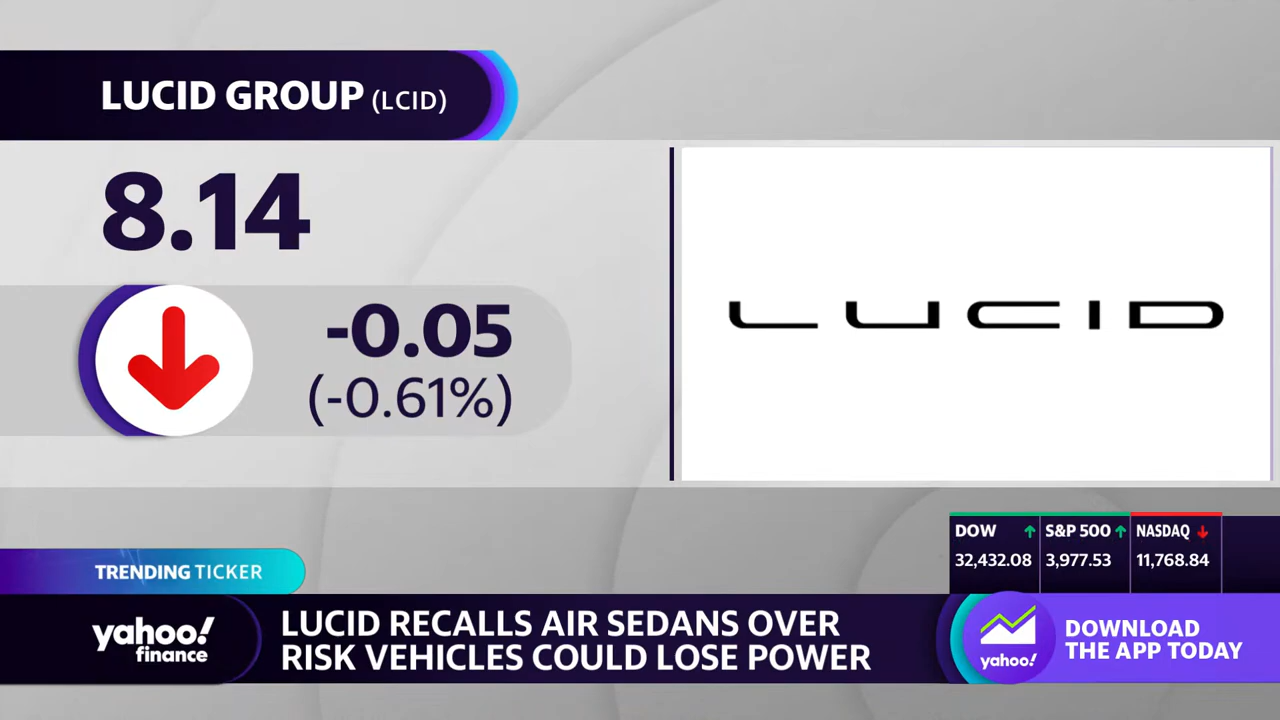 LUCID GROUP (LCID)
8.14
-0.05
(-0.61%)
LUCID
DOW
32,432.08
S&P 500
3,977.53
NASDAQ
11,768.84
TRENDING TICKER
yahoo!
finance
LUCID RECALLS AIR SEDANS OVER
RISK VEHICLES COULD LOSE POWER
yahoo!
DOWNLOAD
THE APP TODAY